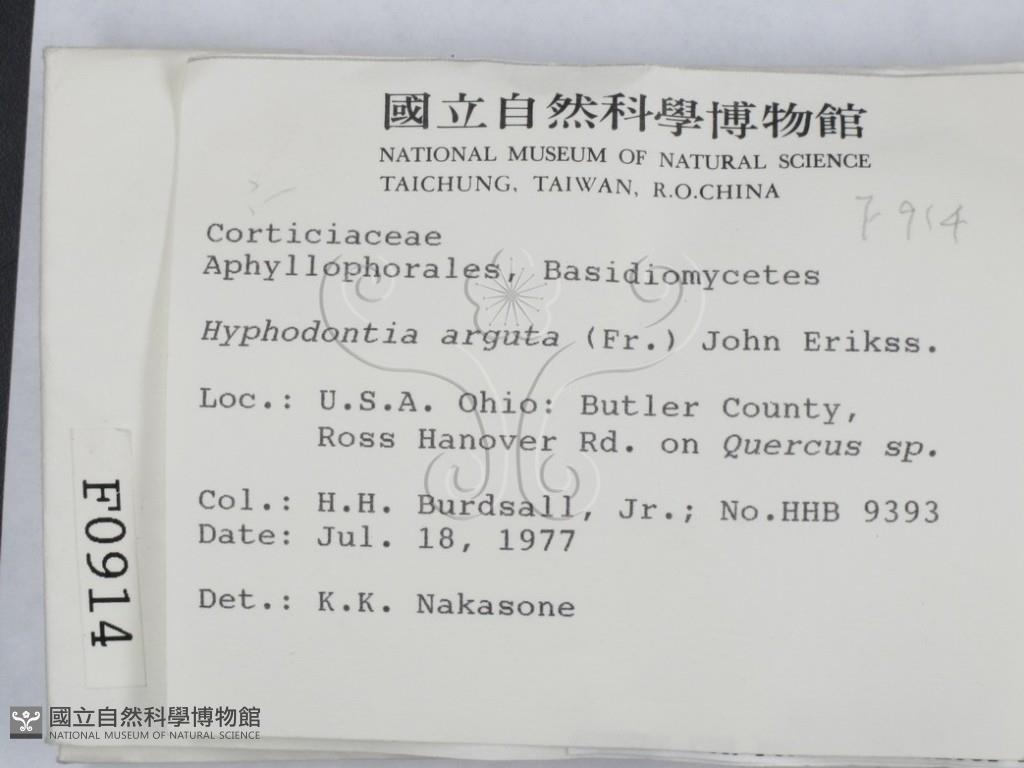 國立自然科學博物館
NATIONAL MUSEUM OF NATURAL SCIENCE
TAICHUNG, TAIWAN, R.O.CHINA
F 914
Corticiaceae
Aphyllophorales, Basidiomycetes
Hyphodontia arguta (Fr.) John Erikss.
Loc.: U.S.A. Ohio: Butler County,
Ross Hanover Rd. on Quercus sp.
Col.: H.H. Burdsall, Jr.; No.HHB 9393
Date: Jul. 18, 1977
Det.: K.K. Nakasone
F0914
國立自然科學博物館
NATIONAL MUSEUM OF NATURAL SCIENCE